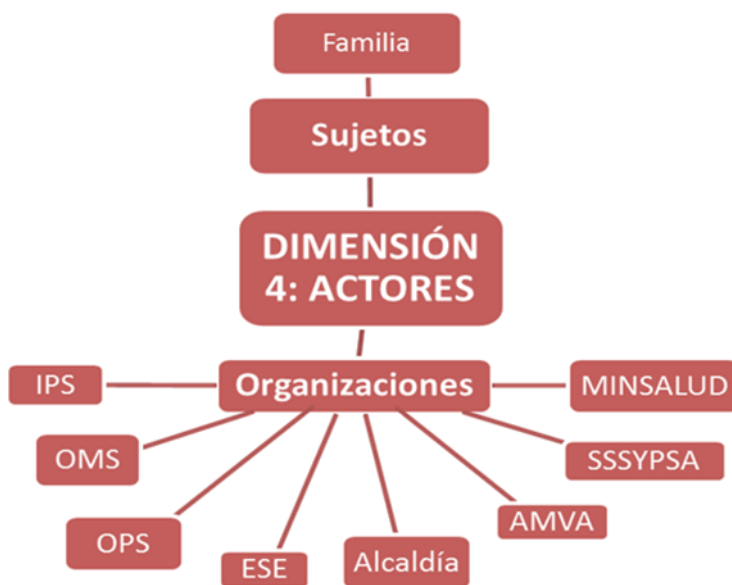 Familia
Sujetos
DIMENSIÓN
4: ACTORES
Organizaciones
IPS
MINSALUD
OMS
SSSYPSA
OPS
AMVA
ESE
Alcaldía